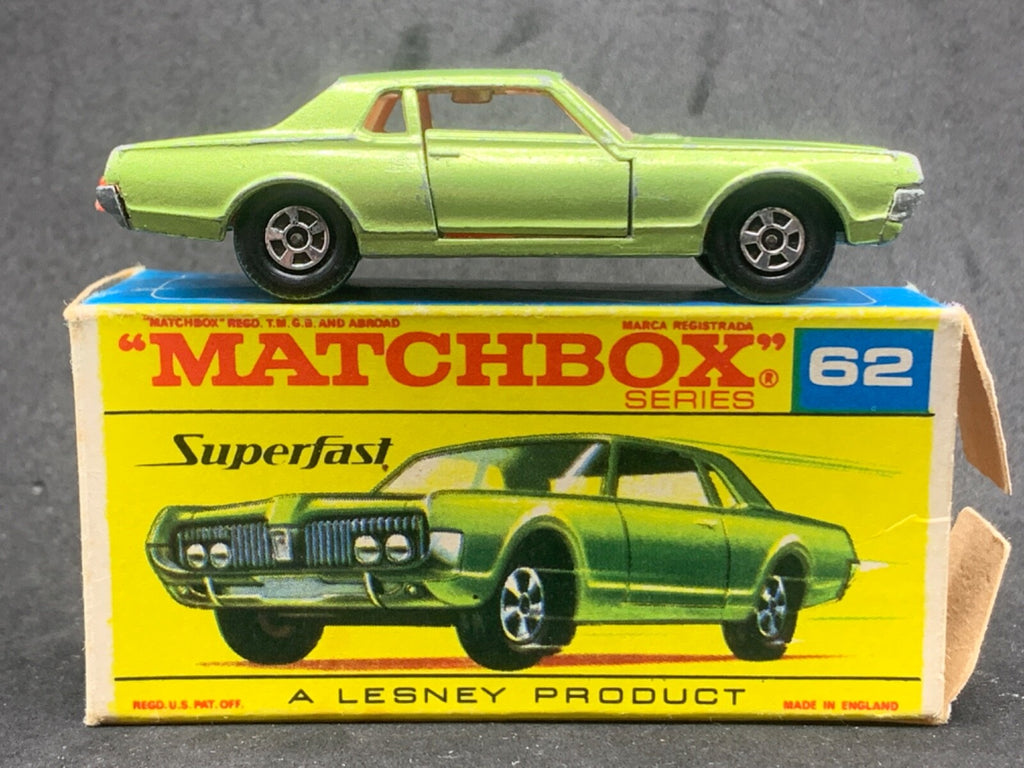 "MATCHBOX" REGD. T.M. G.B. AND ABROAD
MARCA REGISTRADA
"MATCHBOX"®
SERIES
62
Superfast
A LESNEY PRODUCT
REGD. U.S. PAT. OFF.
MADE IN ENGLAND